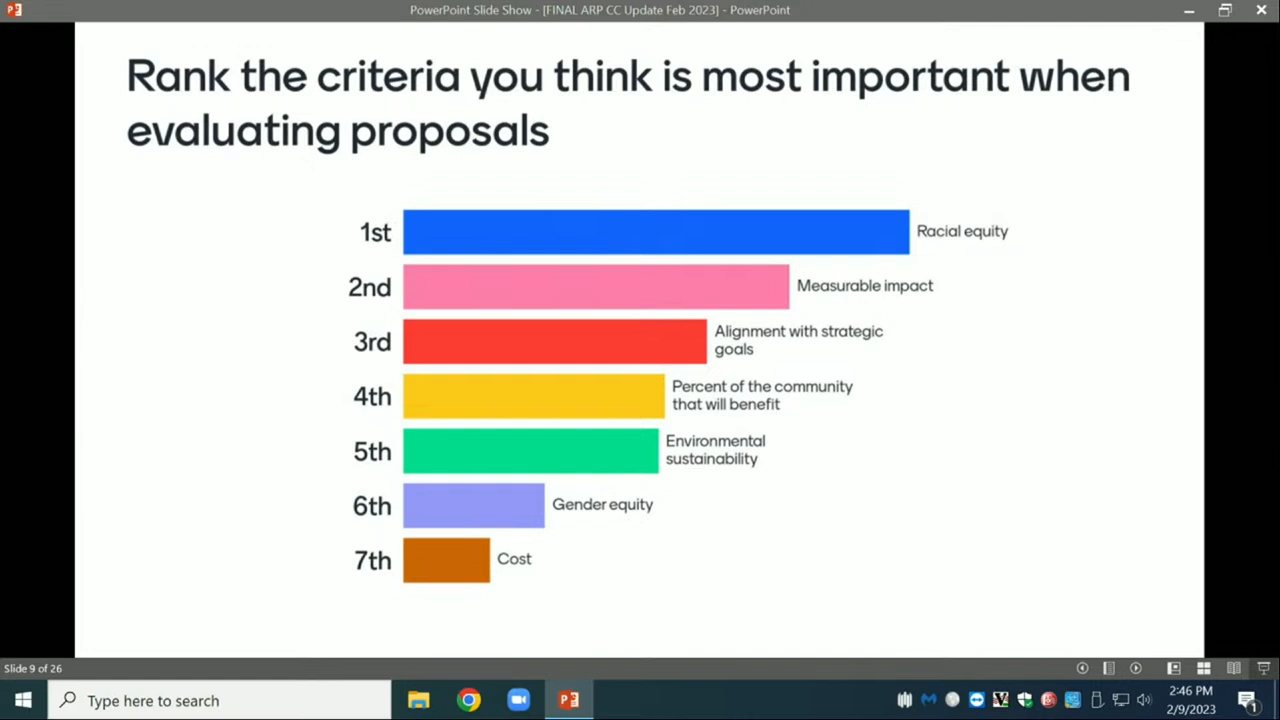 PowerPoint Slide Show - [FINAL ARP CC Update Feb 2023] - PowerPoint
Rank the criteria you think is most important when
evaluating proposals
1st
Racial equity
2nd
Measurable impact
3rd
Alignment with strategic
goals
4th
Percent of the community
that will benefit
5th
Environmental
sustainability
6th
Gender equity
7th
Cost
Slide 9 of 26
Type here to search
2:46 PM
2/9/2023
1